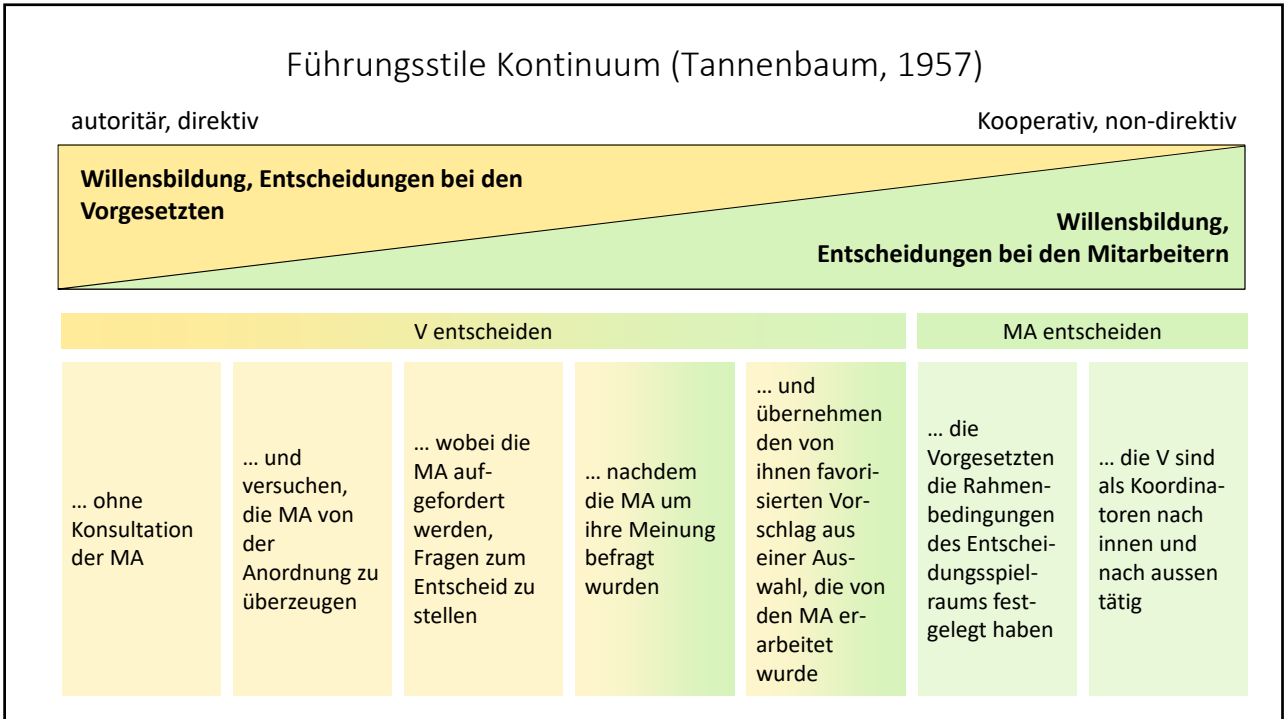 Führungsstile Kontinuum (Tannenbaum, 1957)
autoritär, direktiv
Kooperativ, non-direktiv
Willensbildung, Entscheidungen bei den
Vorgesetzten
Willensbildung,
Entscheidungen bei den Mitarbeitern
V entscheiden
MA entscheiden
… ohne
Konsultation
der MA
… und
versuchen,
die MA von
der
Anordnung zu
überzeugen
… wobei die
MA auf-
gefordert
werden,
Fragen zum
Entscheid zu
stellen
… nachdem
die MA um
ihre Meinung
befragt
wurden
… und
übernehmen
den von
ihnen favori-
sierten Vor-
schlag aus
einer Aus-
wahl, die von
den MA er-
arbeitet
wurde
… die
Vorgesetzten
die Rahmen-
bedingungen
des Entschei-
dungsspiel-
raums fest-
gelegt haben
… die V sind
als Koordina-
toren nach
innen und
nach aussen
tätig